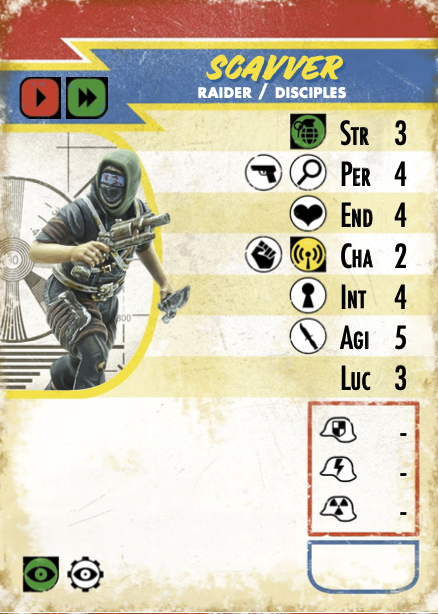 SCAVVER
RAIDER / DISCIPLES
STR 3
PER 4
END 4
CHA 2
INT 4
AGI 5
LUC 3
-
-
-